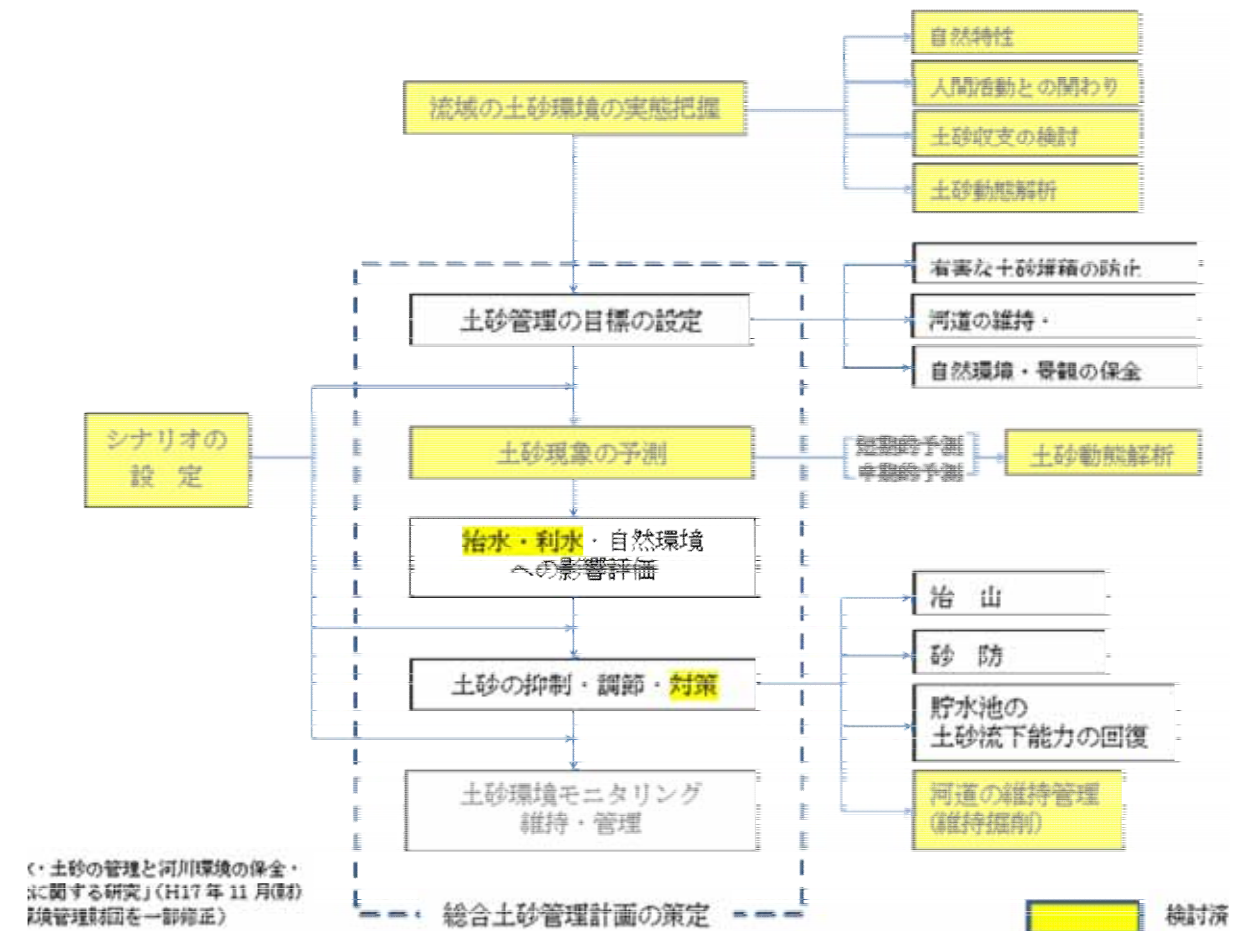 流域の土砂環境の実態把握
自然特性
人間活動との関わり
土砂収支の検討
土砂動態解析
土砂管理の目標の設定
有害な土砂堆積の防止
河道の維持・
自然環境・景観の保全
シナリオの
設 定
土砂現象の予測
短期的予測
中期的予測
土砂動態解析
治水・利水・自然環境
への影響評価
土砂の抑制・調節・対策
治 山
砂 防
貯水池の
土砂流下能力の回復
河道の維持管理
(維持掘削)
土砂環境モニタリング
維持・管理
総合土砂管理計画の策定
・土砂の管理と河川環境の保全・
に関する研究」(H17年11月(財)
環境管理財団を一部修正)
検討済